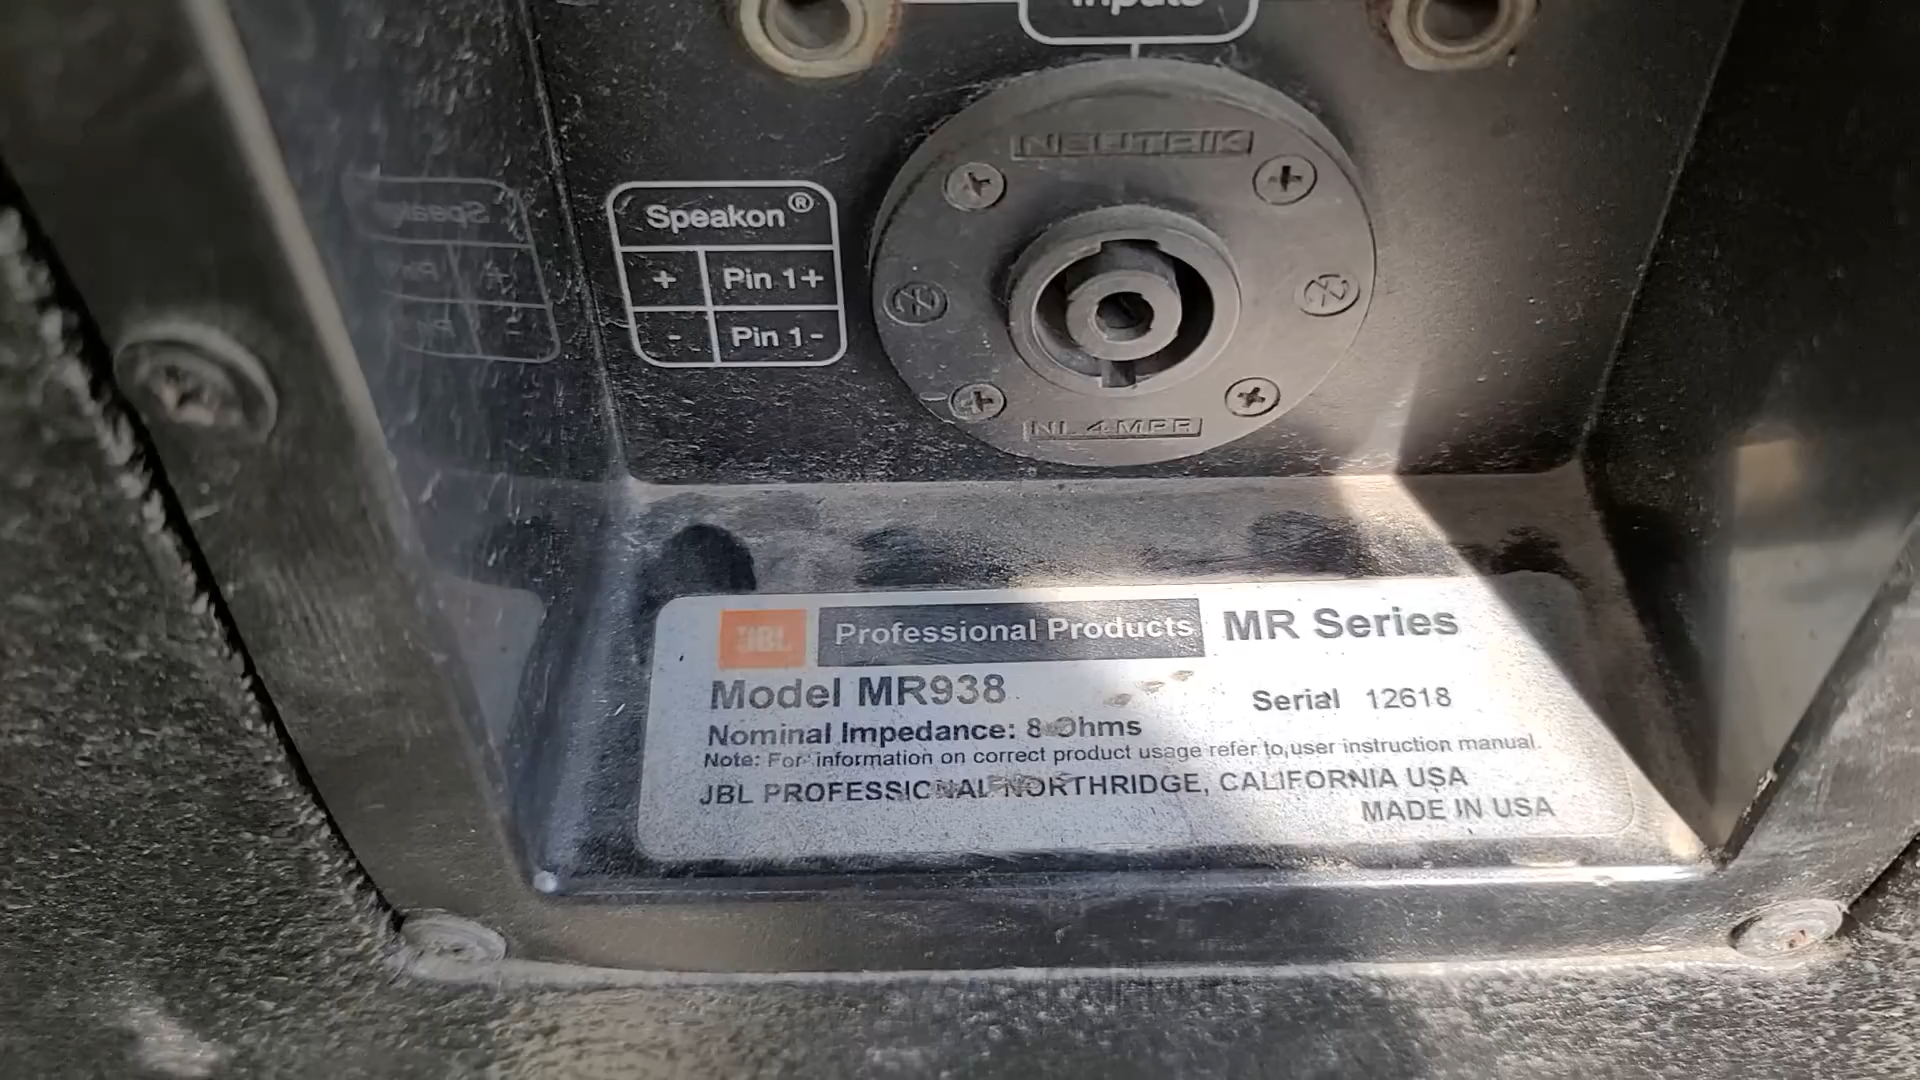 Inputs
NEUTRIK
Speakon®
+ Pin 1+
- Pin 1-
NL4MPR
JBL Professional Products MR Series
Model MR938
Serial 12618
Nominal Impedance: 8 Ohms
Note: For information on correct product usage refer to user instruction manual.
JBL PROFESSIONAL NORTHRIDGE, CALIFORNIA USA
MADE IN USA